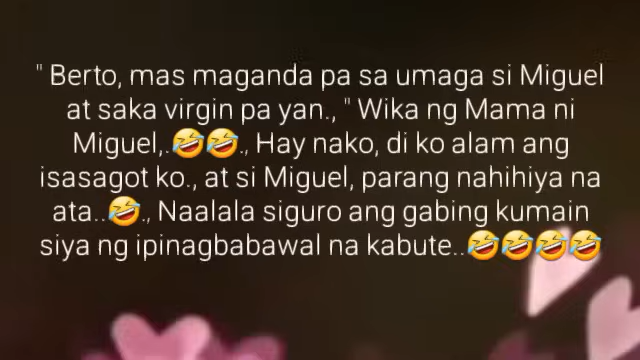 " Berto, mas maganda pa sa umaga si Miguel
at saka virgin pa yan., " Wika ng Mama ni
Miguel,.🤣🤣., Hay nako, di ko alam ang
isasagot ko., at si Miguel, parang nahihiya na
ata..🤣., Naalala siguro ang gabing kumain
siya ng ipinagbabawal na kabute..🤣🤣🤣🤣